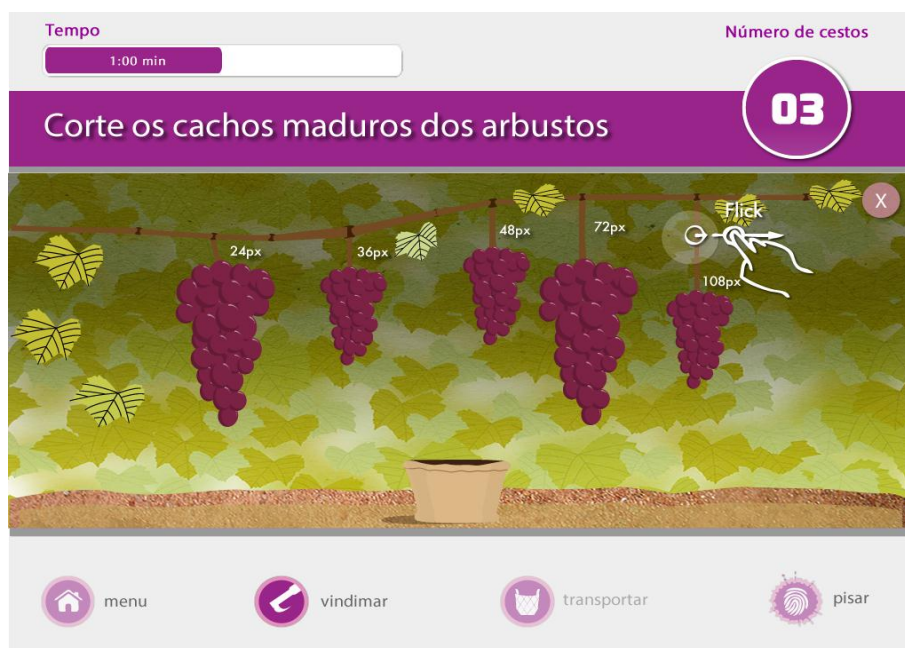 Tempo
Número de cestos
1:00 min
03
Corte os cachos maduros dos arbustos
X
Flick
24px
36px
48px
72px
108px
menu
vindimar
transportar
pisar